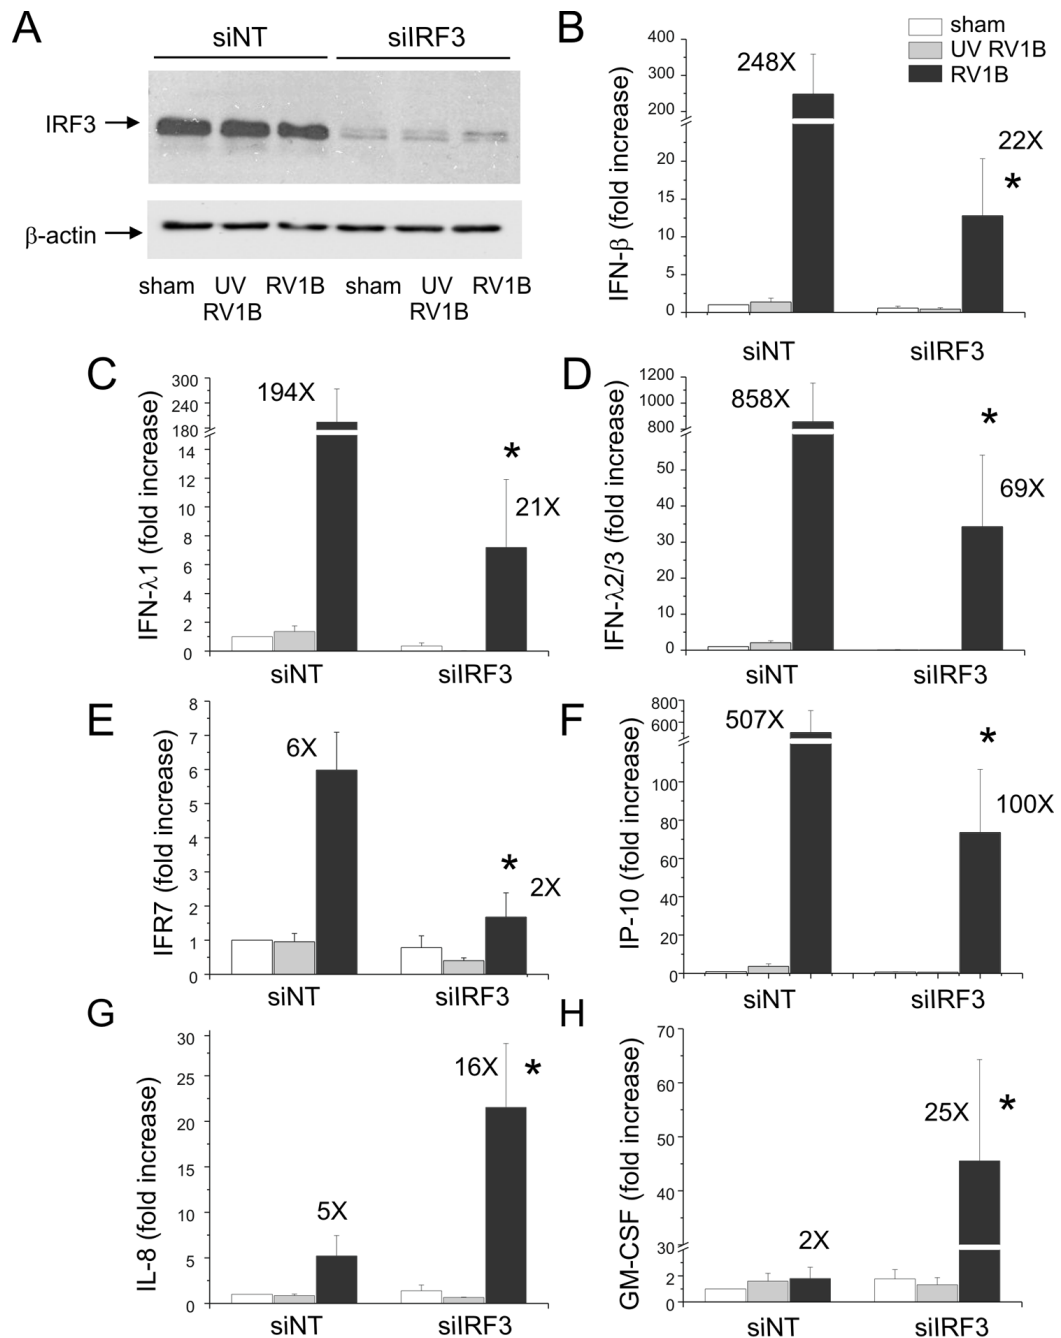 A
siNT siIRF3
IRF3
β-actin
sham UV RV1B sham UV RV1B
RV1B RV1B
B
sham
UV RV1B
RV1B
IFN-β (fold increase)
400
300
200
20
15
10
5
0
248X
22X
*
siNT siIRF3
C
IFN-λ1 (fold increase)
300
240
180
14
12
10
8
6
4
2
0
194X
*
21X
siNT siIRF3
D
IFN-λ2/3 (fold increase)
1200
1000
800
50
40
30
20
10
0
858X
*
69X
siNT siIRF3
E
IFR7 (fold increase)
8
7
6
5
4
3
2
1
0
6X
*
2X
siNT siIRF3
F
IP-10 (fold increase)
800
600
100
80
60
40
20
0
507X
*
100X
siNT siIRF3
G
IL-8 (fold increase)
30
25
20
15
10
5
0
5X
16X *
siNT siIRF3
H
GM-CSF (fold increase)
70
60
50
40
30
2
0
2X
25X *
siNT siIRF3